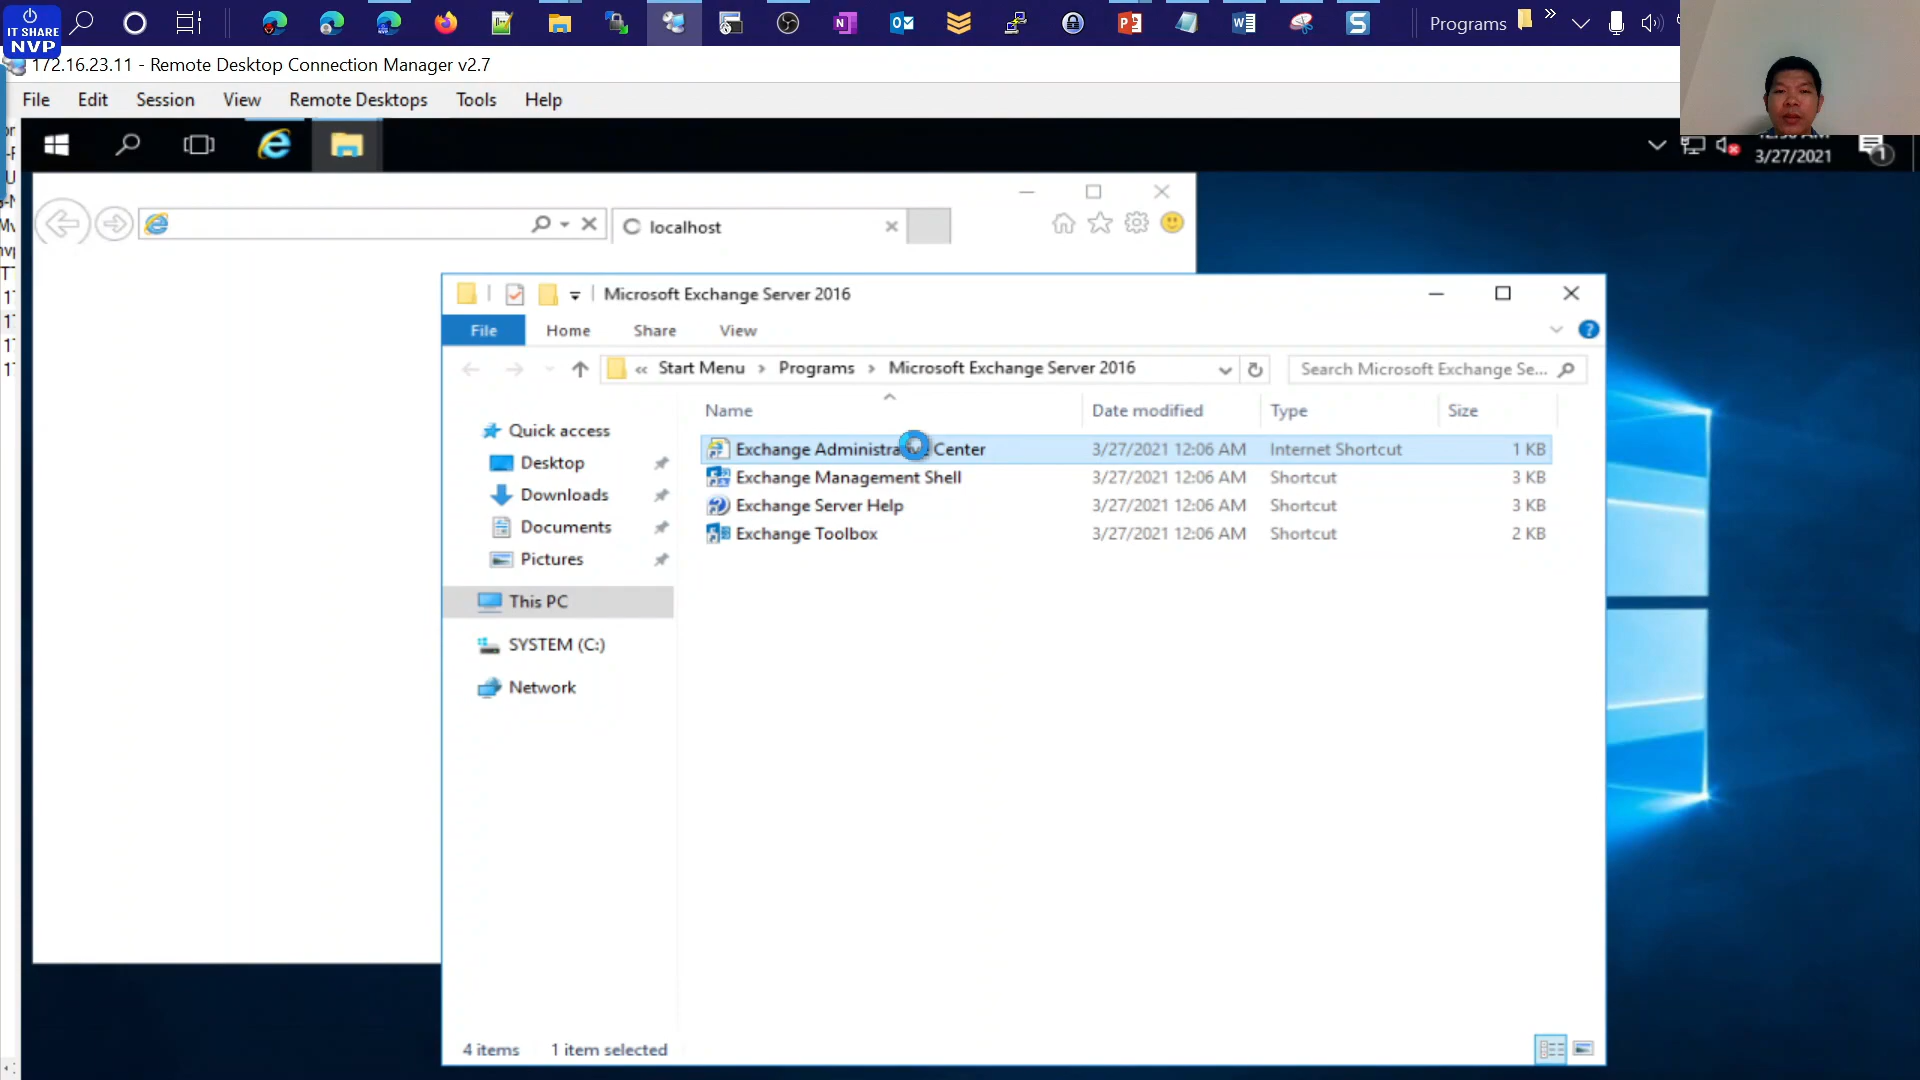 IT SHARE
NVP
Programs
172.16.23.11 - Remote Desktop Connection Manager v2.7
File Edit Session View Remote Desktops Tools Help
3/27/2021
1
localhost
Microsoft Exchange Server 2016
File Home Share View
« Start Menu > Programs > Microsoft Exchange Server 2016
Search Microsoft Exchange Se...
Name Date modified Type Size
Quick access
Desktop
Downloads
Documents
Pictures
This PC
SYSTEM (C:)
Network
Exchange Administra Center 3/27/2021 12:06 AM Internet Shortcut 1 KB
Exchange Management Shell 3/27/2021 12:06 AM Shortcut 3 KB
Exchange Server Help 3/27/2021 12:06 AM Shortcut 3 KB
Exchange Toolbox 3/27/2021 12:06 AM Shortcut 2 KB
4 items 1 item selected